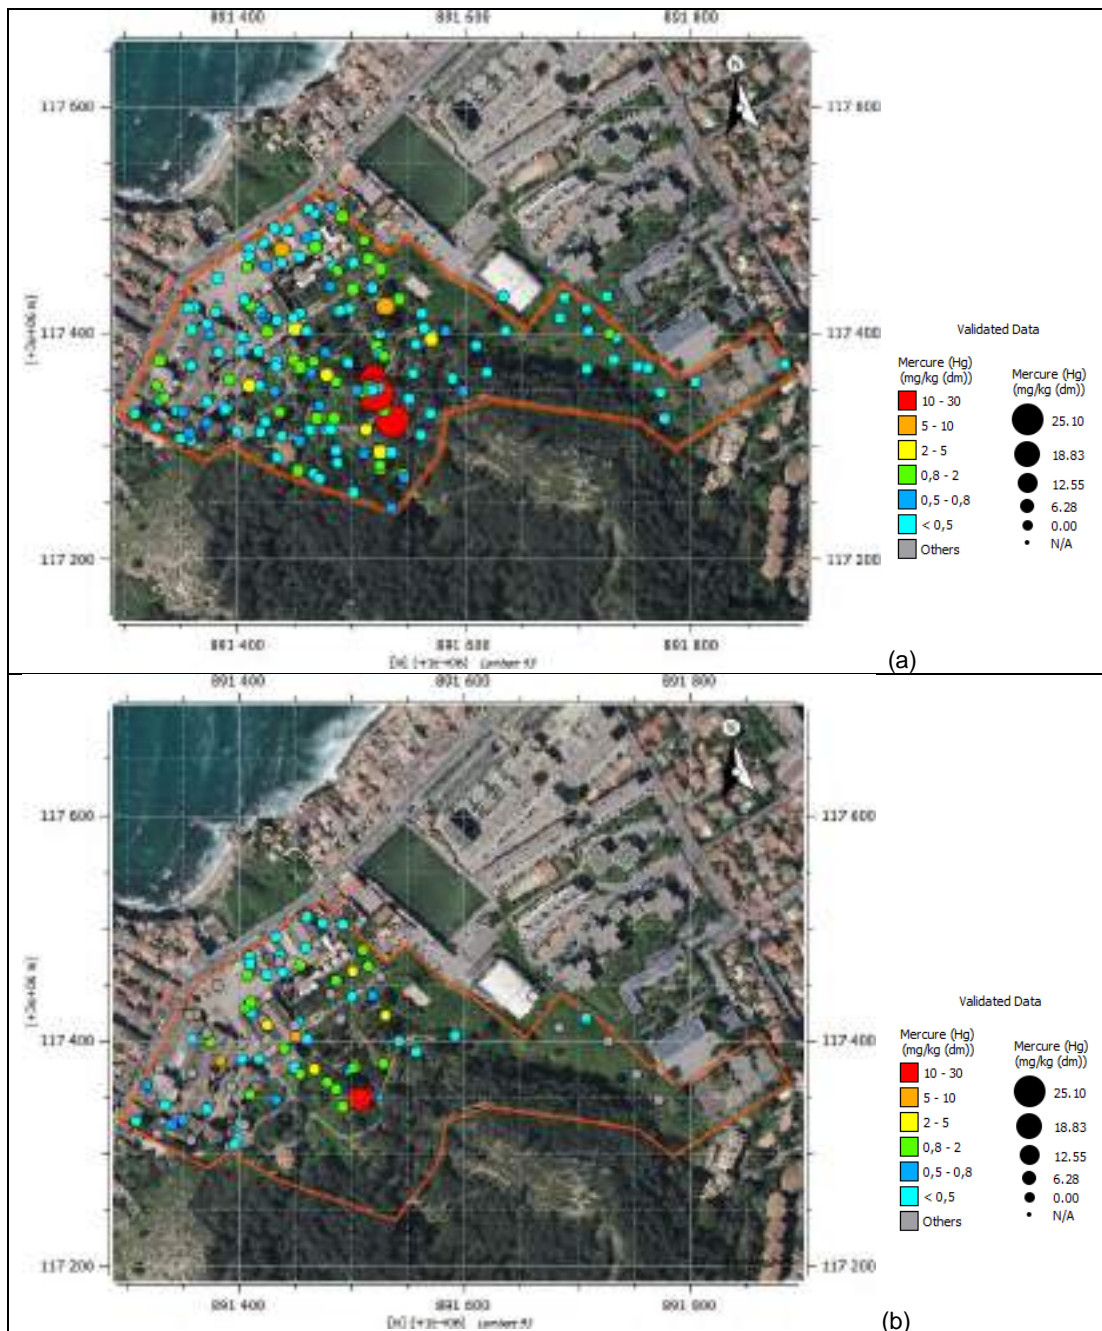 891 400 891 600 891 800
117 600 117 600
117 400 117 400
117 200 117 200
891 400 891 600 891 800
Validated Data
Mercure (Hg)
(mg/kg (dm))
10 - 30
5 - 10
2 - 5
0,8 - 2
0,5 - 0,8
< 0,5
Others
Mercure (Hg)
(mg/kg (dm))
25.10
18.83
12.55
6.28
0.00
N/A
(a)
891 400 891 600 891 800
117 600 117 600
117 400 117 400
117 200 117 200
891 400 891 600 891 800
Validated Data
Mercure (Hg)
(mg/kg (dm))
10 - 30
5 - 10
2 - 5
0,8 - 2
0,5 - 0,8
< 0,5
Others
Mercure (Hg)
(mg/kg (dm))
25.10
18.83
12.55
6.28
0.00
N/A
(b)